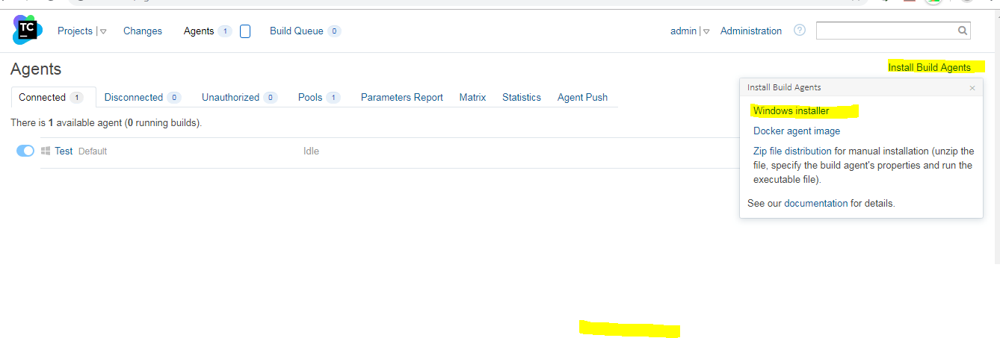 TC
Projects
Changes
Agents 1
Build Queue 0
admin
Administration
?
Agents
Install Build Agents
Install Build Agents ×
Connected 1
Disconnected 0
Unauthorized 0
Pools 1
Parameters Report
Matrix
Statistics
Agent Push
Windows installer
There is 1 available agent (0 running builds).
Docker agent image
Test Default
Idle
Zip file distribution for manual installation (unzip the
file, specify the build agent's properties and run the
executable file).
See our documentation for details.